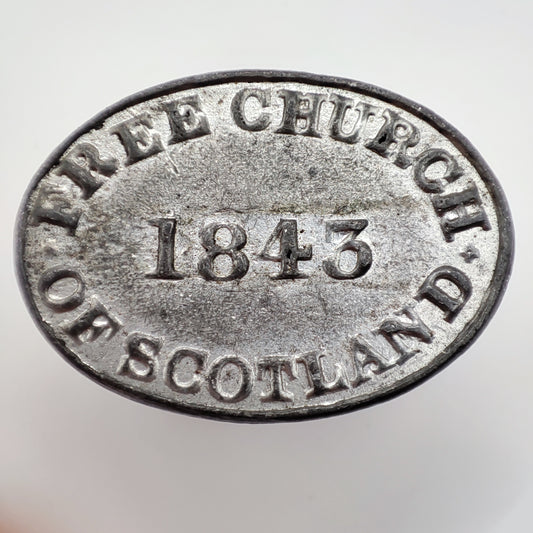 FREE CHURCH
1843
OF SCOTLAND